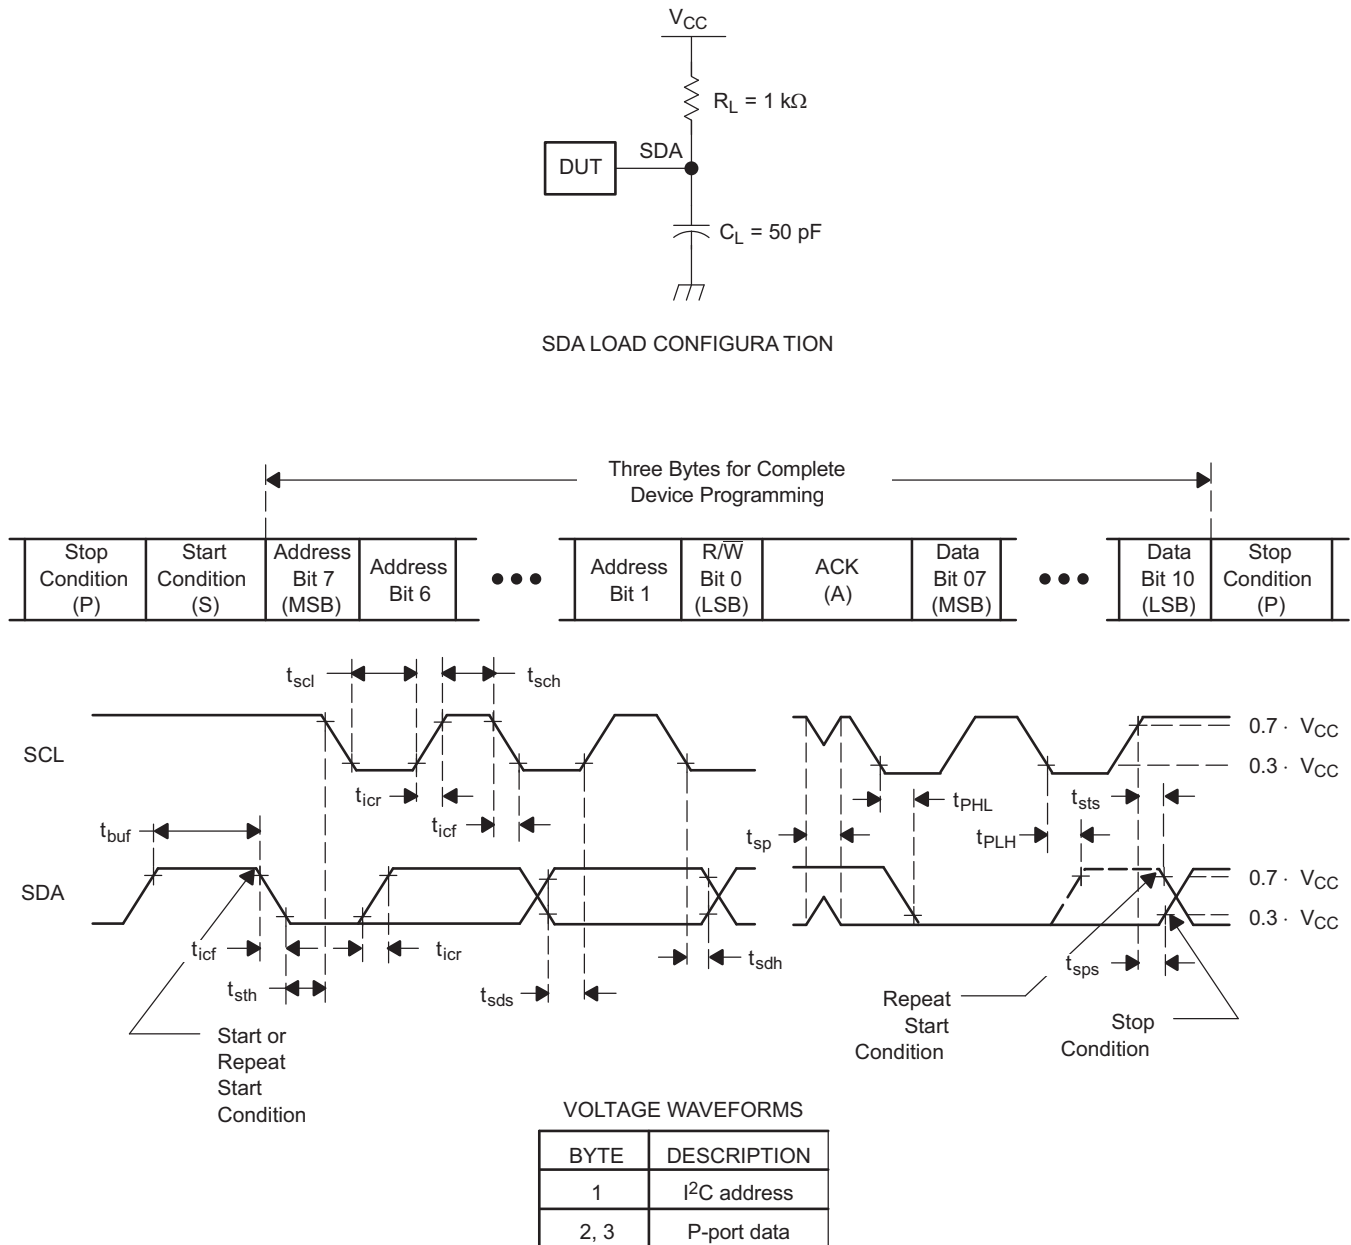 V_CC
R_L = 1 kΩ
SDA
DUT
C_L = 50 pF
SDA LOAD CONFIGURA TION
Three Bytes for Complete
Device Programming
Stop
Condition
(P)
Start
Condition
(S)
Address
Bit 7
(MSB)
Address
Bit 6
•••
Address
Bit 1
R/W̅
Bit 0
(LSB)
ACK
(A)
Data
Bit 07
(MSB)
•••
Data
Bit 10
(LSB)
Stop
Condition
(P)
t_scl
t_sch
SCL
0.7 · V_CC
0.3 · V_CC
t_icr
t_icf
t_buf
t_sp
t_PHL
t_PLH
t_sts
SDA
0.7 · V_CC
0.3 · V_CC
t_icf
t_icr
t_sth
t_sds
t_sdh
t_sps
Start or
Repeat
Start
Condition
Repeat
Start
Condition
Stop
Condition
VOLTAGE WAVEFORMS
BYTE DESCRIPTION
1 I²C address
2, 3 P-port data